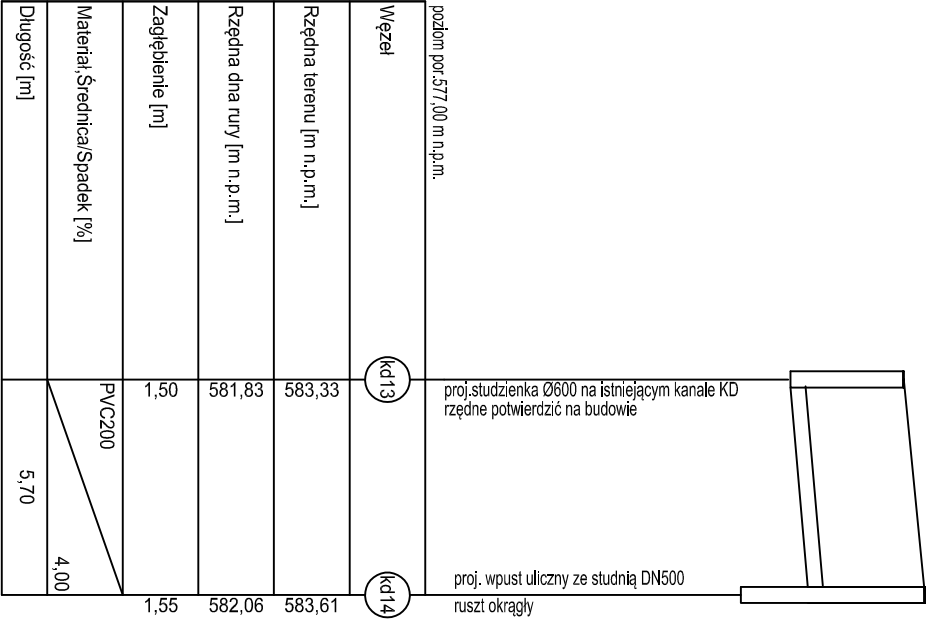 poziom por.577,00 m n.p.m.
Węzeł
kd13
kd14
Rzędna terenu [m n.p.m.]
583,33
583,61
Rzędna dna rury [m n.p.m.]
581,83
582,06
Zagłębienie [m]
1,50
1,55
Materiał,Średnica/Spadek [%]
PVC200
4,00
Długość [m]
5,70
proj.studzienka Ø600 na istniejącym kanale KD
rzędne potwierdzić na budowie
proj. wpust uliczny ze studnią DN500
ruszt okrągły